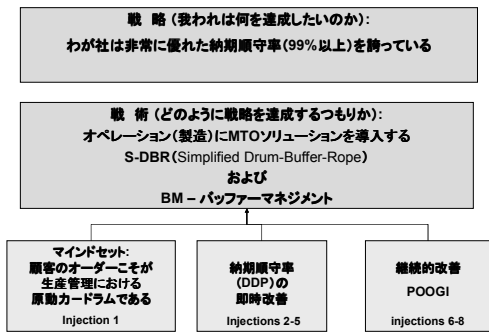 戦 略 (我われは何を達成したいのか):
わが社は非常に優れた納期順守率(99%以上)を誇っている
戦 術 (どのように戦略を達成するつもりか):
オペレーション(製造)にMTOソリューションを導入する
S-DBR(Simplified Drum-Buffer-Rope)
および
BM – バッファーマネジメント
マインドセット:
顧客のオーダーこそが
生産管理における
原動力ードラムである
Injection 1
納期順守率
(DDP)の
即時改善
Injections 2-5
継続的改善
POOGI
injections 6-8